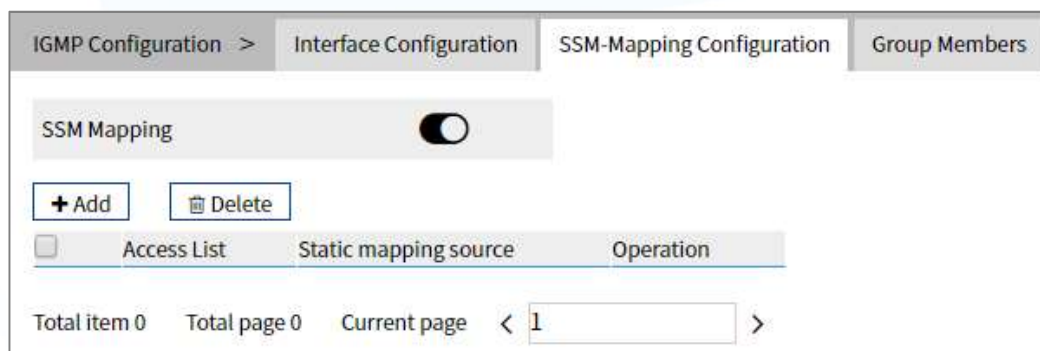 IGMP Configuration > Interface Configuration SSM-Mapping Configuration Group Members
SSM Mapping
+ Add Delete
Access List Static mapping source Operation
Total item 0 Total page 0 Current page < 1 >